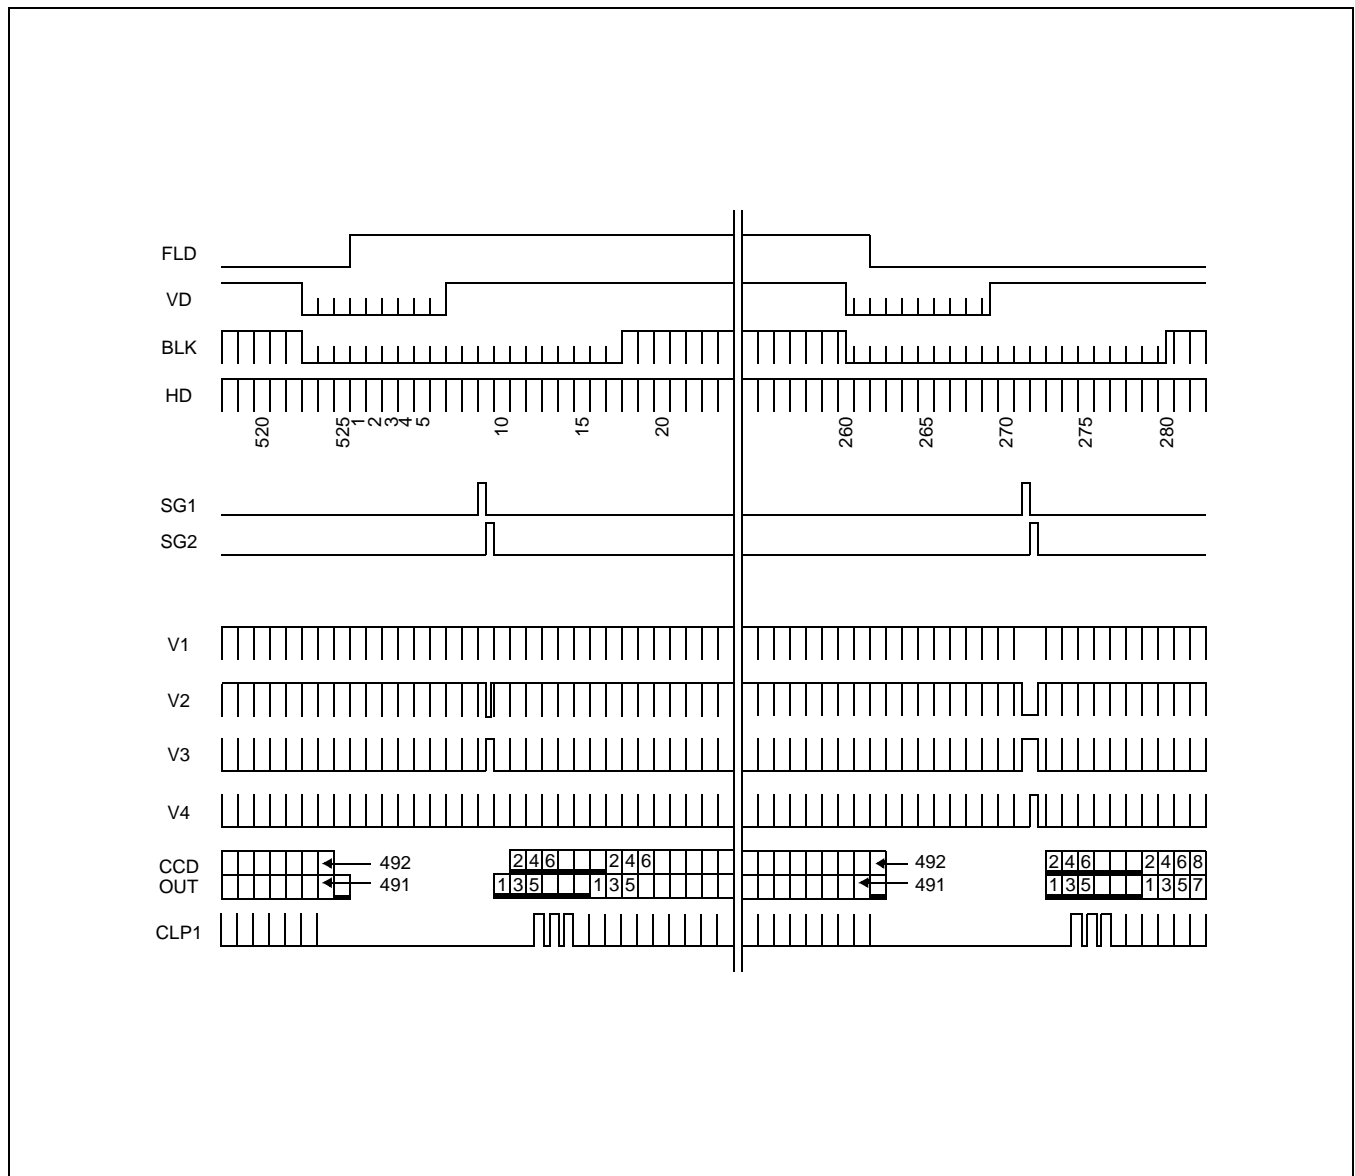 FLD
VD
BLK
HD
520 525 1 2 3 4 5 10 15 20 260 265 270 275 280
SG1
SG2
V1
V2
V3
V4
CCD OUT
492 2 4 6 2 4 6 492 2 4 6 2 4 6 8
491 1 3 5 1 3 5 491 1 3 5 1 3 5 7
CLP1